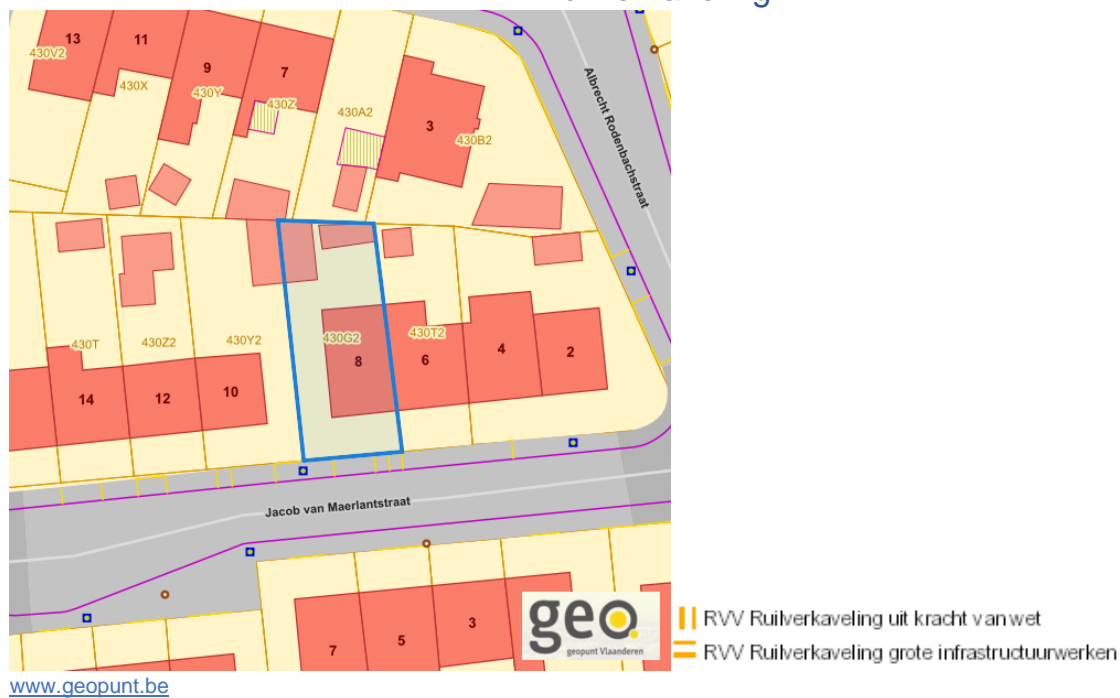 13
11
430V2
9
7
430X
430Y
430Z
430A2
3
430B2
Albrecht Rodenbachstraat
430T
430Z2
430Y2
430G2
430T2
14
12
10
8
6
4
2
Jacob van Maerlantstraat
7
5
3
geo
geopunt Vlaanderen
RVV Ruilverkaveling uit kracht van wet
RVV Ruilverkaveling grote infrastructuurwerken
www.geopunt.be